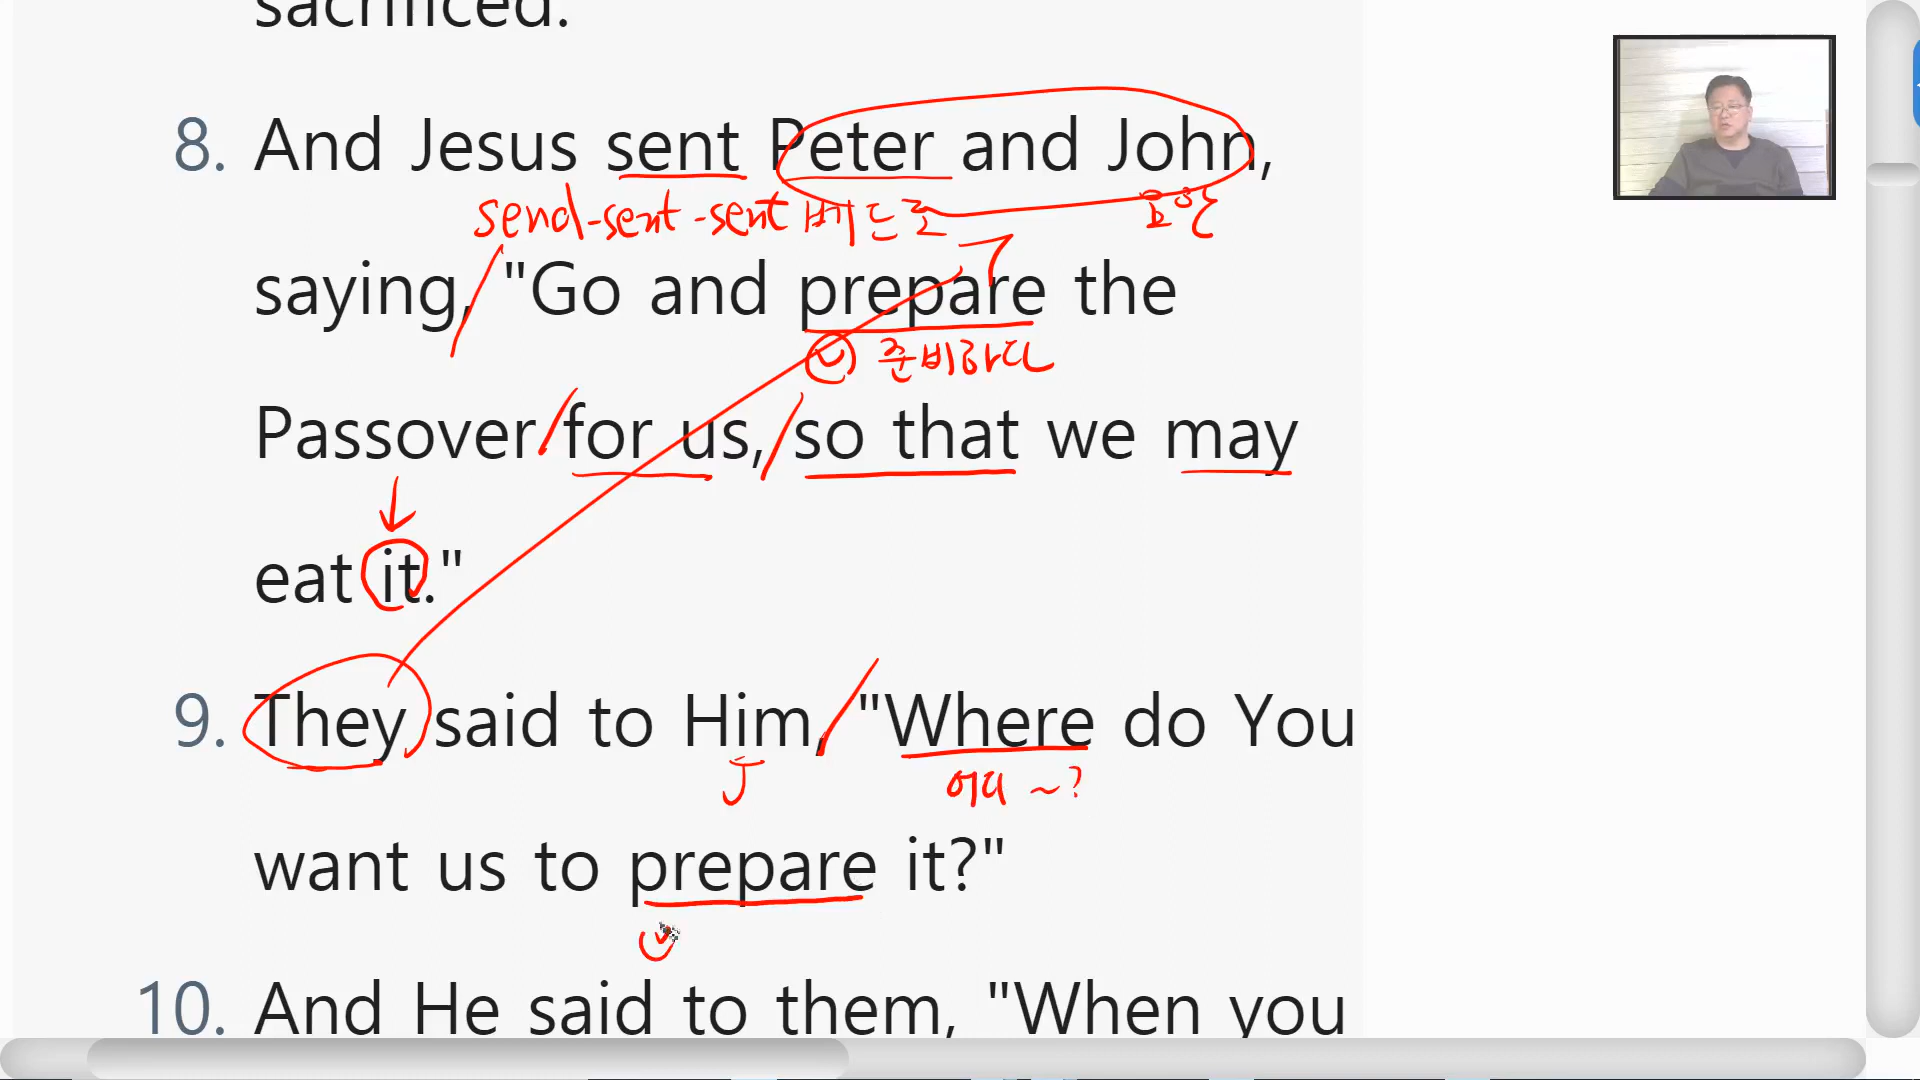 sacrificed.
8. And Jesus sent Peter and John,
send-sent-sent 베드로 요한
saying, "Go and prepare the
ⓥ 준비하다
Passover for us, so that we may
eat it."
9. They said to Him, "Where do You
J 어디 ~?
want us to prepare it?"
10. And He said to them, "When you